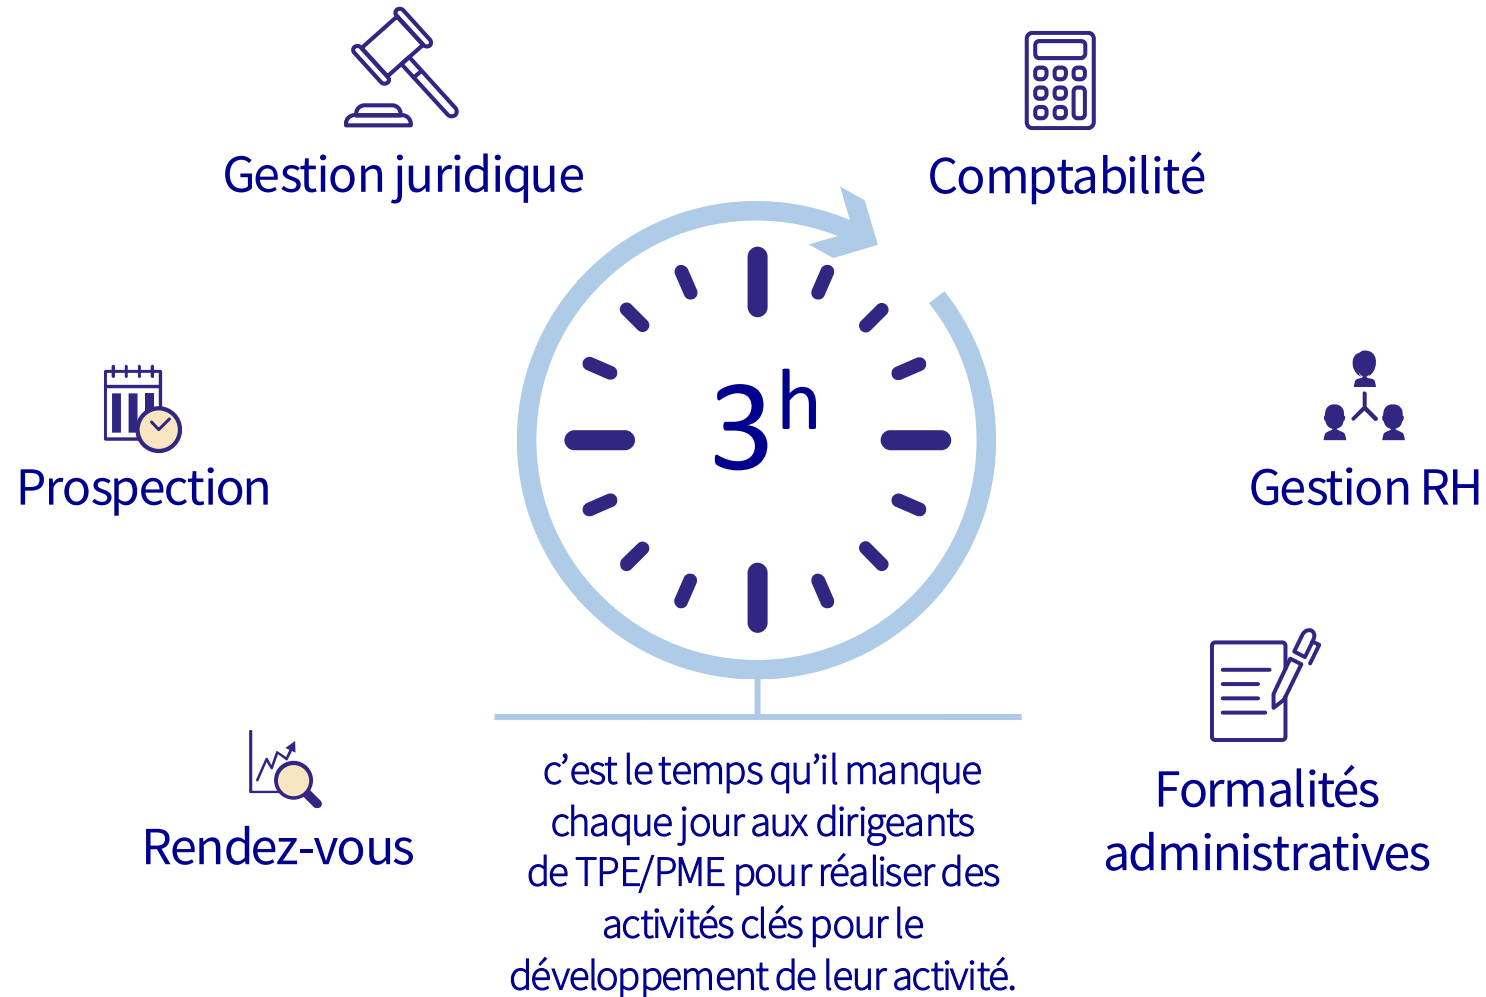 Gestion juridique
Comptabilité
3h
Prospection
Gestion RH
Rendez-vous
Formalités
administratives
c’est le temps qu’il manque
chaque jour aux dirigeants
de TPE/PME pour réaliser des
activités clés pour le
développement de leur activité.